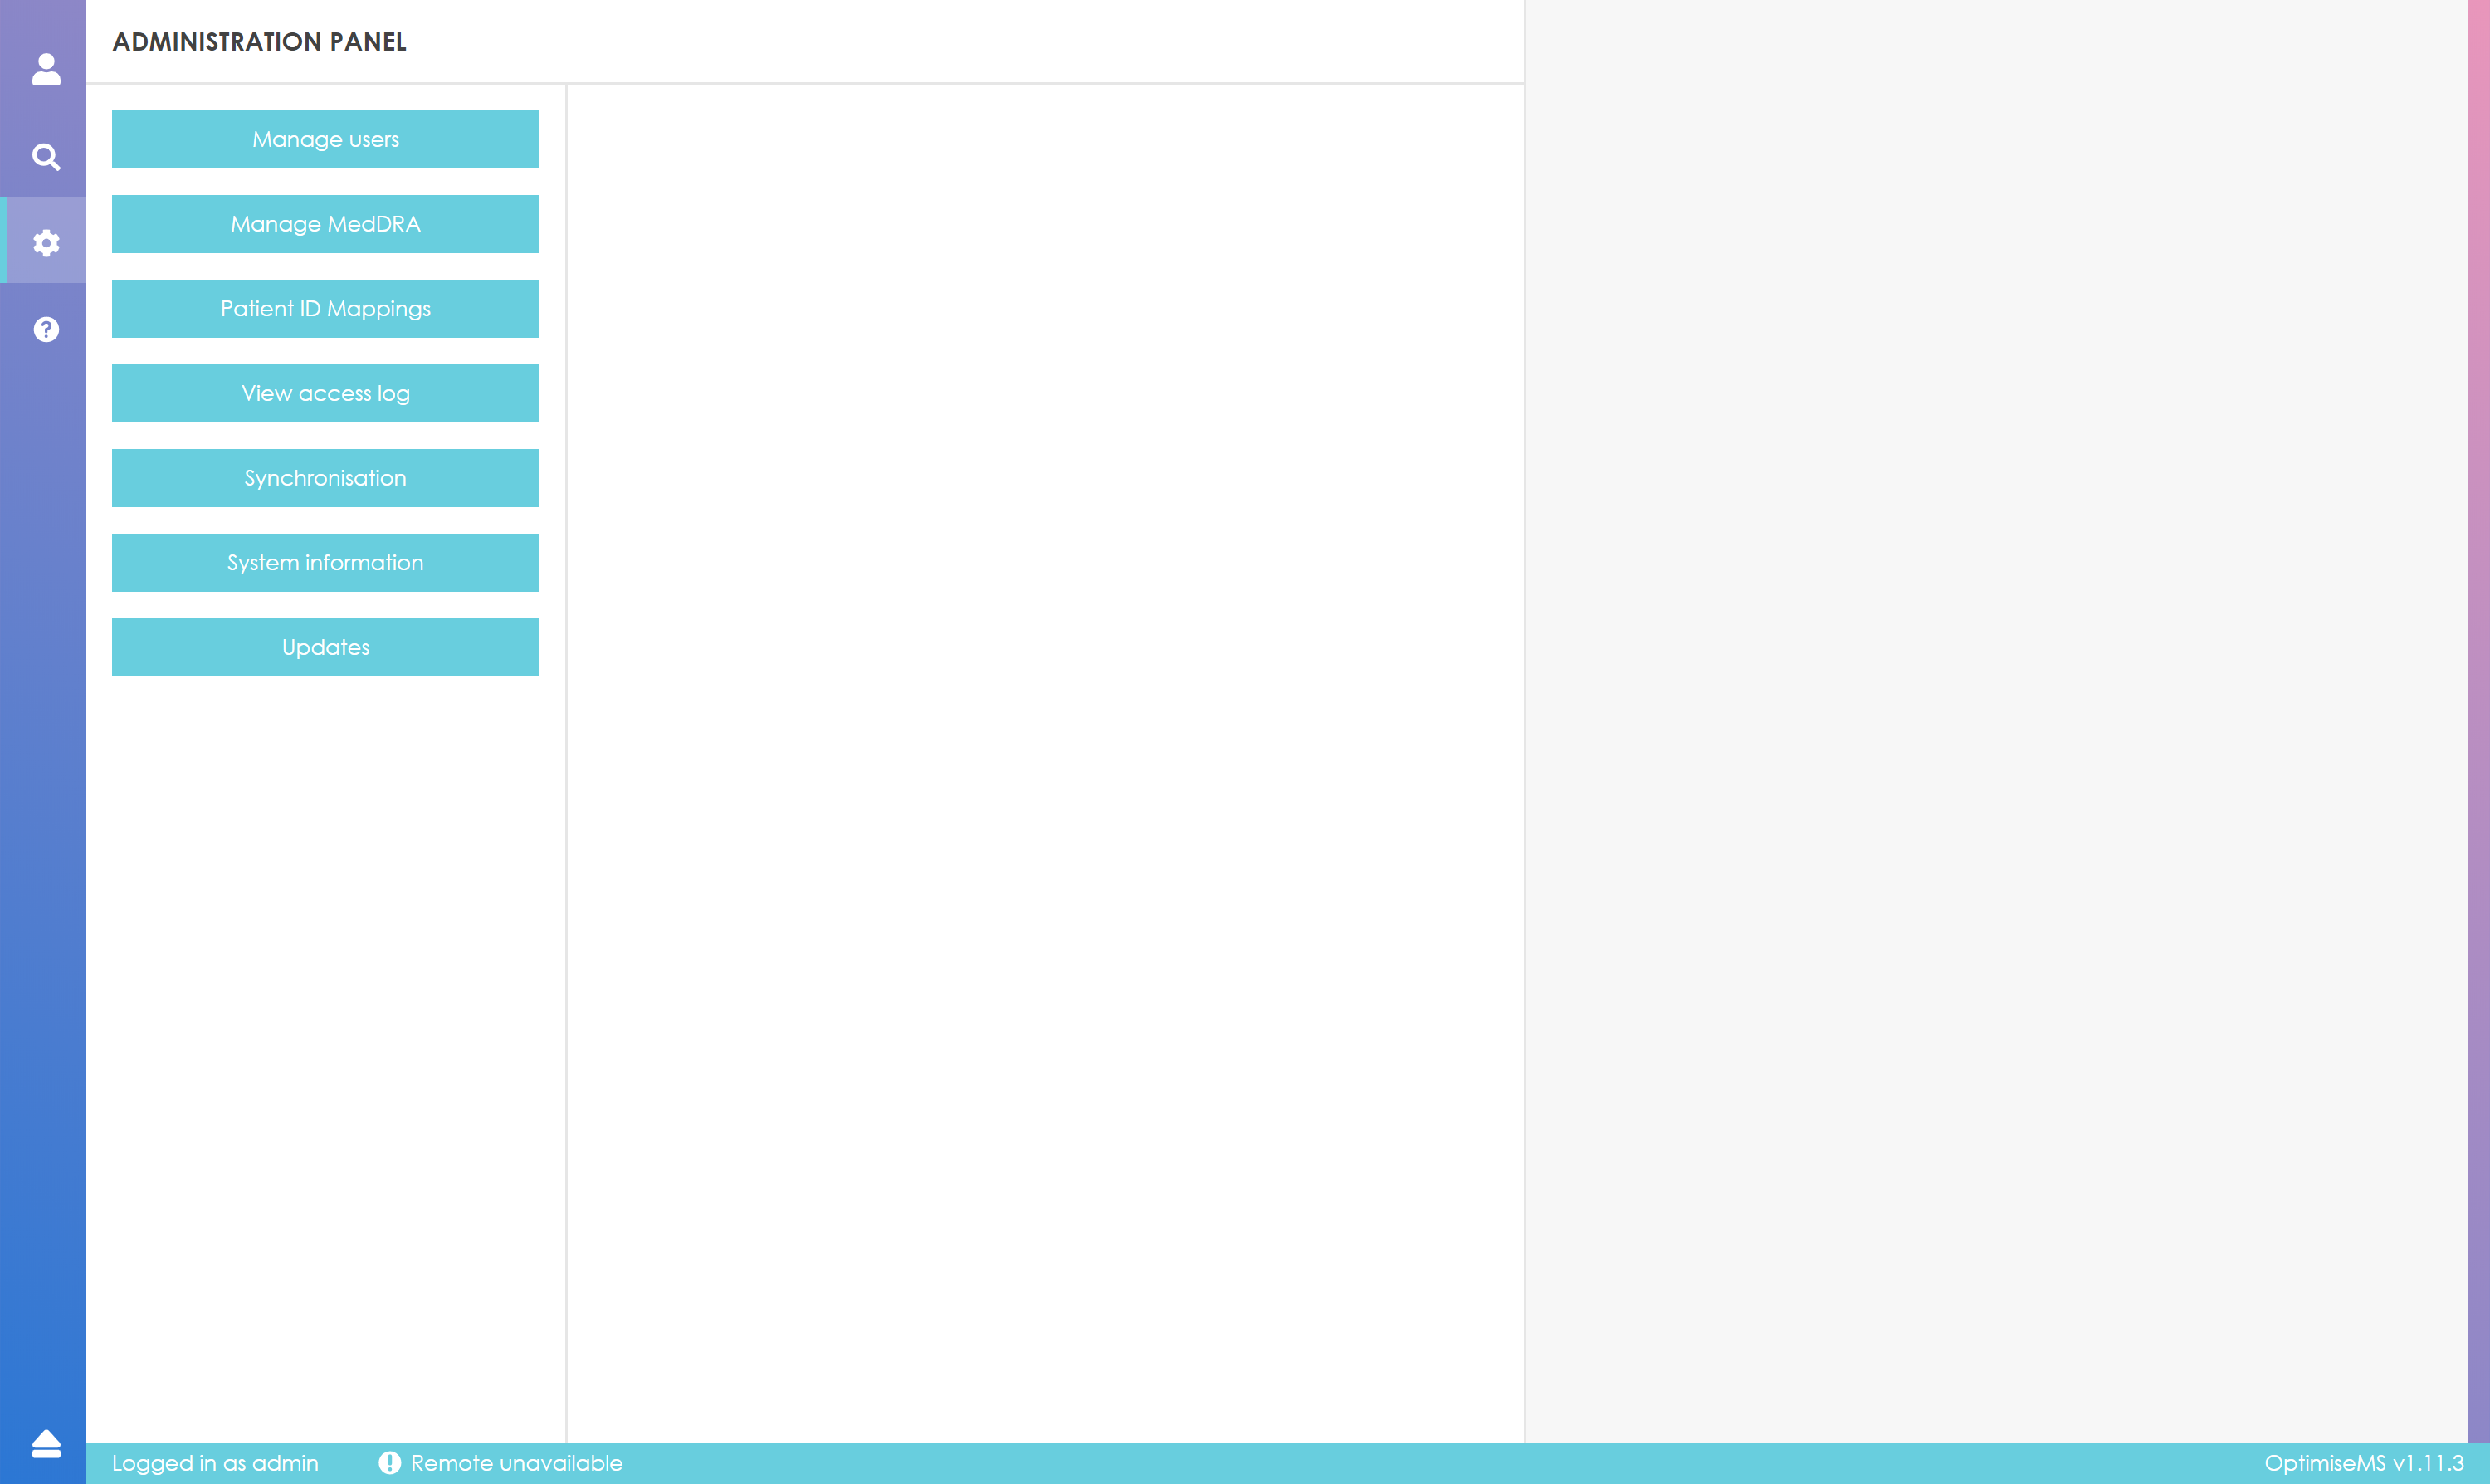 ADMINISTRATION PANEL
Manage users
Manage MedDRA
Patient ID Mappings
View access log
Synchronisation
System information
Updates
Logged in as admin
Remote unavailable
OptimiseMS v1.11.3